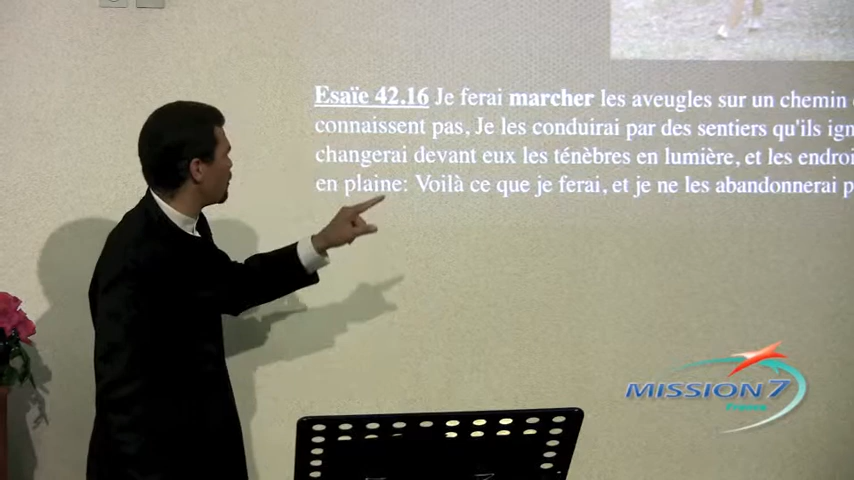 Esaïe 42.16 Je ferai marcher les aveugles sur un chemin
connaissent pas, Je les conduirai par des sentiers qu'ils
changerai devant eux les ténèbres en lumière, et les
en plaine: Voilà ce que je ferai, et je ne les abandonnerai
MISSION 7
France